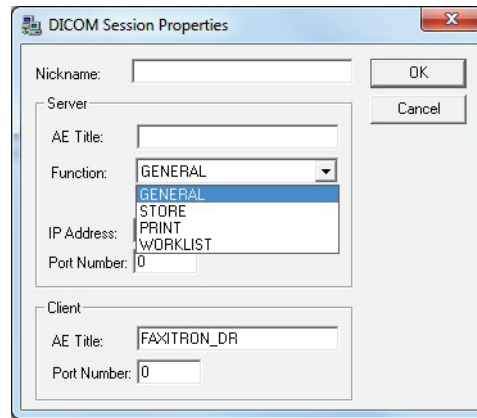 DICOM Session Properties
Nickname:
OK
Server
Cancel
AE Title:
Function: GENERAL
GENERAL
STORE
PRINT
WORKLIST
IP Address:
Port Number: 0
Client
AE Title: FAXITRON_DR
Port Number: 0